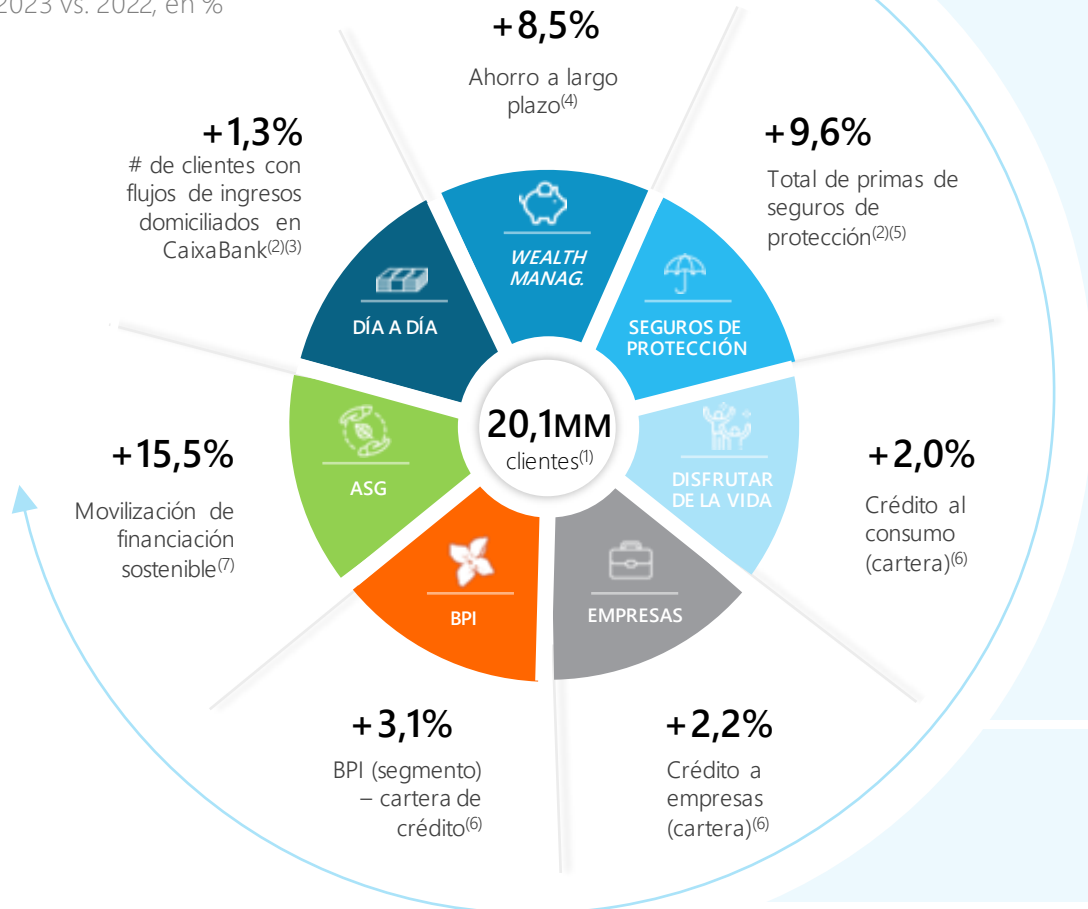 2023 vs. 2022, en %
+8,5%
Ahorro a largo
plazo(4)
+9,6%
Total de primas de
seguros de
protección(2)(5)
+2,0%
Crédito al
consumo
(cartera)(6)
+2,2%
Crédito a
empresas
(cartera)(6)
+3,1%
BPI (segmento)
– cartera de
crédito(6)
+15,5%
Movilización de
financiación
sostenible(7)
+1,3%
# de clientes con
flujos de ingresos
domiciliados en
CaixaBank(2)(3)
WEALTH
MANAG.
SEGUROS DE
PROTECCIÓN
DISFRUTAR
DE LA VIDA
EMPRESAS
BPI
ASG
DÍA A DÍA
20,1MM
clientes(1)